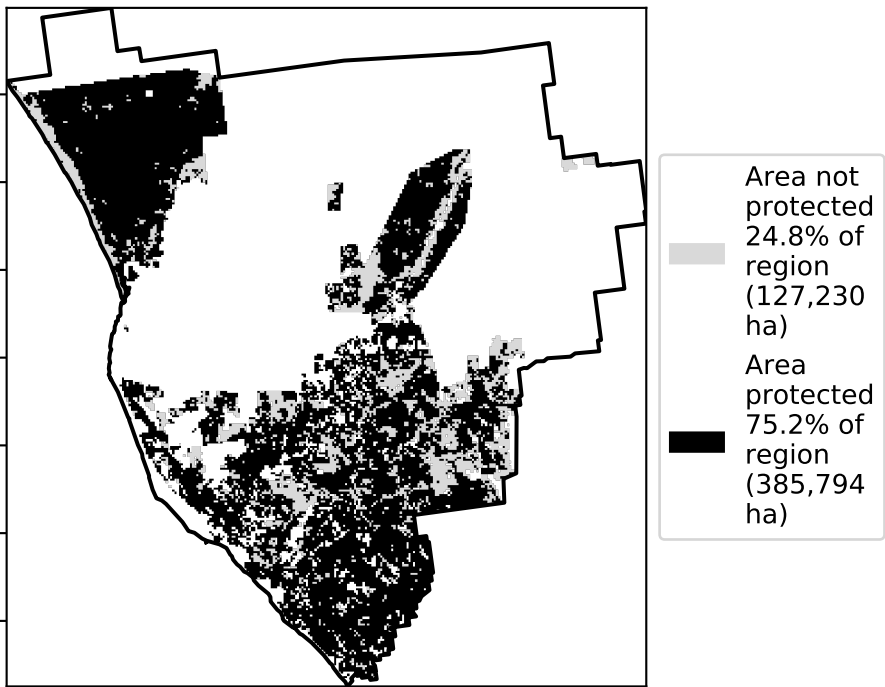 Area not
protected
24.8% of
region
(127,230
ha)
Area
protected
75.2% of
region
(385,794
ha)